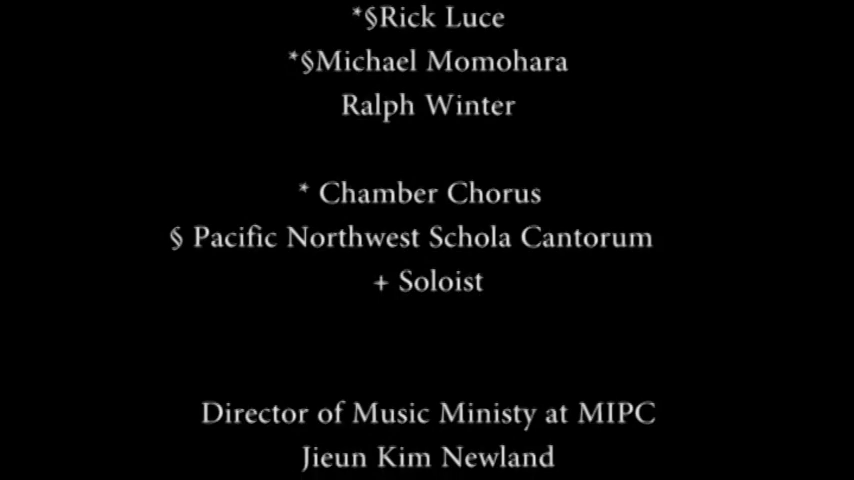 *§Rick Luce
*§Michael Momohara
Ralph Winter
* Chamber Chorus
§ Pacific Northwest Schola Cantorum
+ Soloist
Director of Music Ministy at MIPC
Jieun Kim Newland